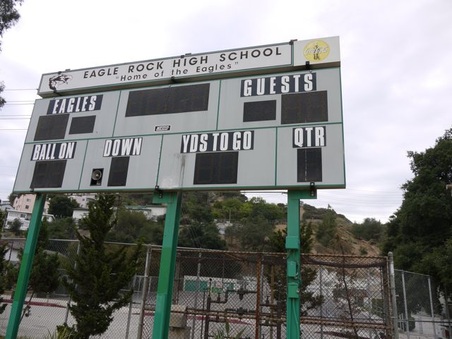 EAGLE ROCK HIGH SCHOOL
"Home of the Eagles"
EAGLES
GUESTS
BALL ON
DOWN
YDS TO GO
QTR